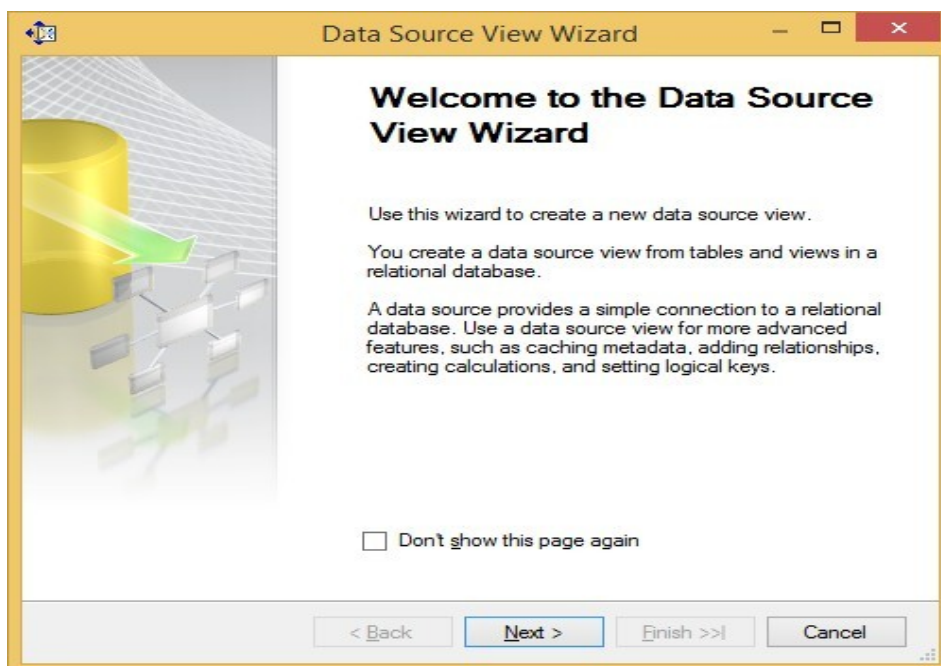 Data Source View Wizard
Welcome to the Data Source
View Wizard
Use this wizard to create a new data source view.
You create a data source view from tables and views in a
relational database.
A data source provides a simple connection to a relational
database. Use a data source view for more advanced
features, such as caching metadata, adding relationships,
creating calculations, and setting logical keys.
Don't show this page again
< Back Next > Finish >>| Cancel